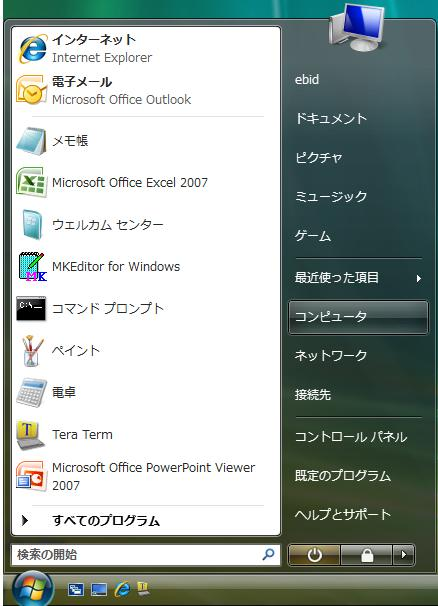 インターネット
Internet Explorer
電子メール
Microsoft Office Outlook
メモ帳
Microsoft Office Excel 2007
ウェルカム センター
MKEditor for Windows
コマンド プロンプト
ペイント
電卓
Tera Term
Microsoft Office PowerPoint Viewer
2007
すべてのプログラム
検索の開始
ebid
ドキュメント
ピクチャ
ミュージック
ゲーム
最近使った項目
コンピュータ
ネットワーク
接続先
コントロール パネル
既定のプログラム
ヘルプとサポート